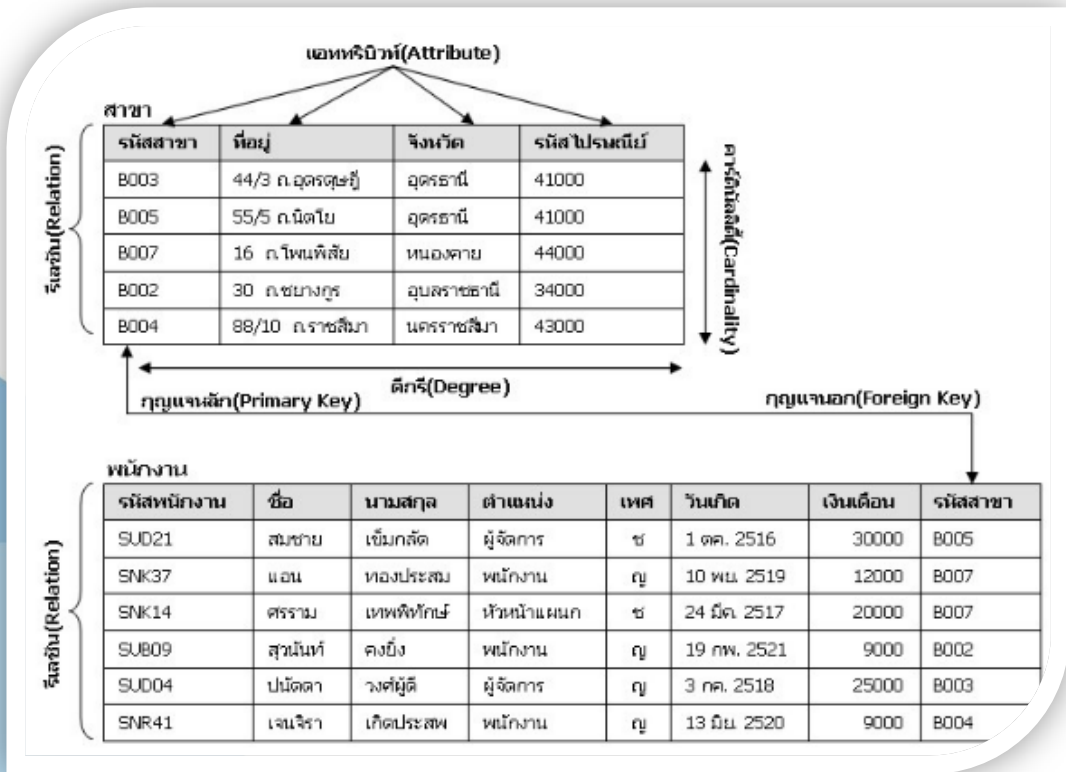 แอททริบิวท์(Attribute)
สาขา
รหัสสาขา ที่อยู่ จังหวัด รหัสไปรษณีย์
B003 44/3 ถ.อุดรดุษฎี อุดรธานี 41000
B005 55/5 ถ.นิตโย อุดรธานี 41000
B007 16 ถ.โพนพิสัย หนองคาย 44000
B002 30 ถ.ชยางกูร อุบลราชธานี 34000
B004 88/10 ถ.ราชสีมา นครราชสีมา 43000
รีเลชัน(Relation)
คาร์ดินัลลิตี้(Cardinality)
ดีกรี(Degree)
กุญแจหลัก(Primary Key) กุญแจนอก(Foreign Key)
พนักงาน
รหัสพนักงาน ชื่อ นามสกุล ตำแหน่ง เพศ วันเกิด เงินเดือน รหัสสาขา
SUD21 สมชาย เข็มกลัด ผู้จัดการ ช 1 ตค. 2516 30000 B005
SNK37 แอน ทองประสม พนักงาน ญ 10 พย. 2519 12000 B007
SNK14 ศรราม เทพพิทักษ์ หัวหน้าแผนก ช 24 มีค. 2517 20000 B007
SUB09 สุวนันท์ คงยิ่ง พนักงาน ญ 19 กพ. 2521 9000 B002
SUD04 ปนัดดา วงศ์ผู้ดี ผู้จัดการ ญ 3 กค. 2518 25000 B003
SNR41 เจนจิรา เกิดประสพ พนักงาน ญ 13 มิย. 2520 9000 B004
รีเลชัน(Relation)